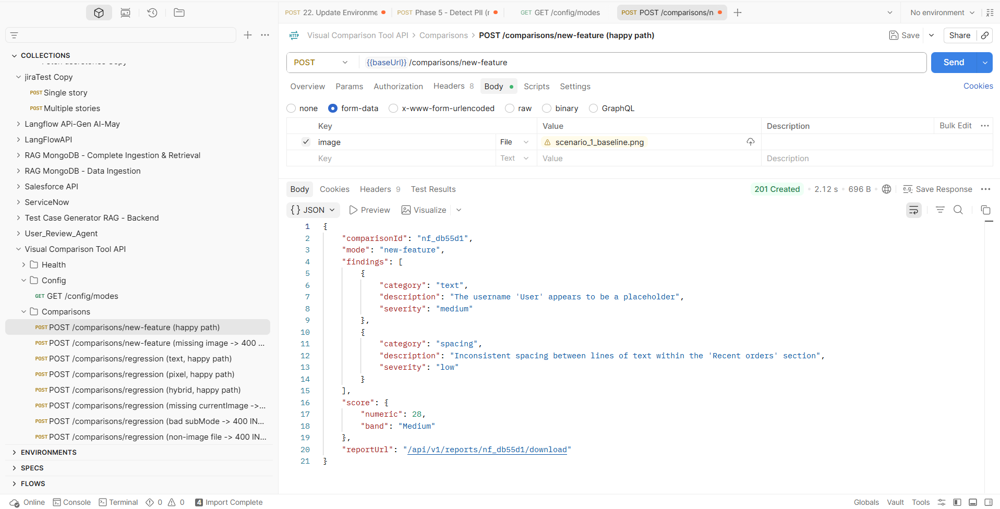 POST 22. Update Environme
POST Phase 5 - Detect PII (r
GET GET /config/modes
POST POST /comparisons/n
No environment
Visual Comparison Tool API > Comparisons > POST /comparisons/new-feature (happy path)
Save
Share
COLLECTIONS
POST
{{baseUrl}} /comparisons/new-feature
Send
jiraTest Copy
POST Single story
POST Multiple stories
Langflow APi-Gen AI-May
LangFlowAPI
RAG MongoDB - Complete Ingestion & Retrieval
RAG MongoDB - Data Ingestion
Salesforce API
ServiceNow
Test Case Generator RAG - Backend
User_Review_Agent
Visual Comparison Tool API
Health
Config
GET GET /config/modes
Comparisons
POST POST /comparisons/new-feature (happy path)
POST POST /comparisons/new-feature (missing image -> 400 ...
POST POST /comparisons/regression (text, happy path)
POST POST /comparisons/regression (pixel, happy path)
POST POST /comparisons/regression (hybrid, happy path)
POST POST /comparisons/regression (missing currentImage ->...
POST POST /comparisons/regression (bad subMode -> 400 IN...
POST POST /comparisons/regression (non-image file -> 400 IN...
ENVIRONMENTS
SPECS
FLOWS
Overview Params Authorization Headers 8 Body Scripts Settings
Cookies
none form-data x-www-form-urlencoded raw binary GraphQL
Key Value Description Bulk Edit
image File scenario_1_baseline.png
Key Text Value Description
Body Cookies Headers 9 Test Results
201 Created • 2.12 s • 696 B
e.g. Save Response
{} JSON Preview Visualize
1 {
2 "comparisonId": "nf_db55d1",
3 "mode": "new-feature",
4 "findings": [
5 {
6 "category": "text",
7 "description": "The username 'User' appears to be a placeholder",
8 "severity": "medium"
9 },
10 {
11 "category": "spacing",
12 "description": "Inconsistent spacing between lines of text within the 'Recent orders' section",
13 "severity": "low"
14 }
15 ],
16 "score": {
17 "numeric": 28,
18 "band": "Medium"
19 },
20 "reportUrl": "/api/v1/reports/nf_db55d1/download"
21 }
Online Console Terminal 0 0 4 Import Complete
Globals Vault Tools